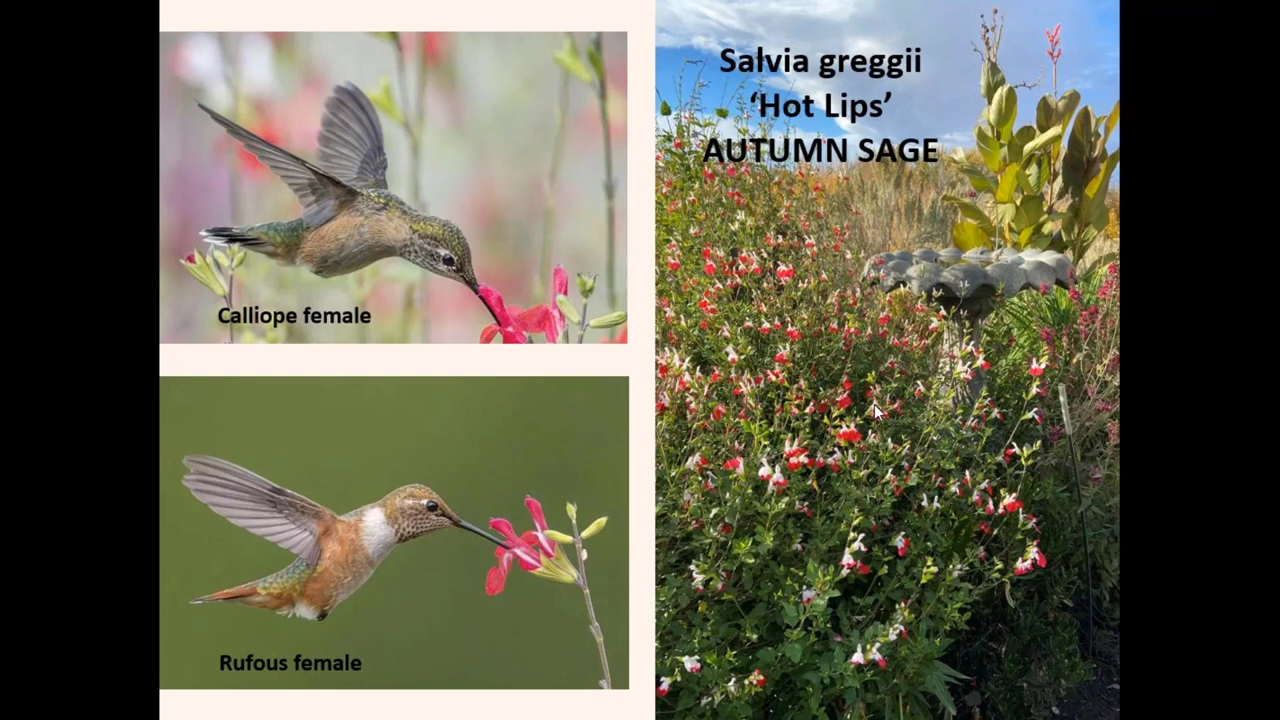 Calliope female
Rufous female
Salvia greggii
‘Hot Lips’
AUTUMN SAGE